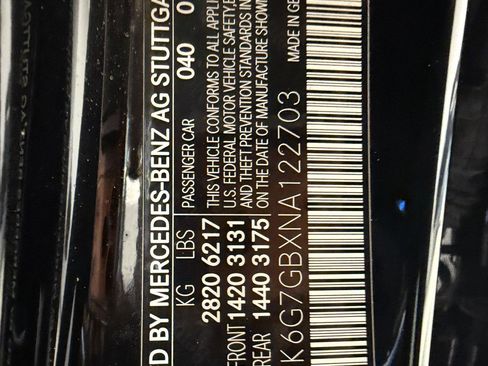 D BY MERCEDES-BENZ AG STUTTGA
KG LBS PASSENGER CAR 040 0
2820 6217 THIS VEHICLE CONFORMS TO ALL APPLI
FRONT 1420 3131 U.S. FEDERAL MOTOR VEHICLE SAFETY,
REAR 1440 3175 AND THEFT PREVENTION STANDARDS IN
ON THE DATE OF MANUFACTURE SHOWN
K6G7GBXNA122703 MADE IN GE